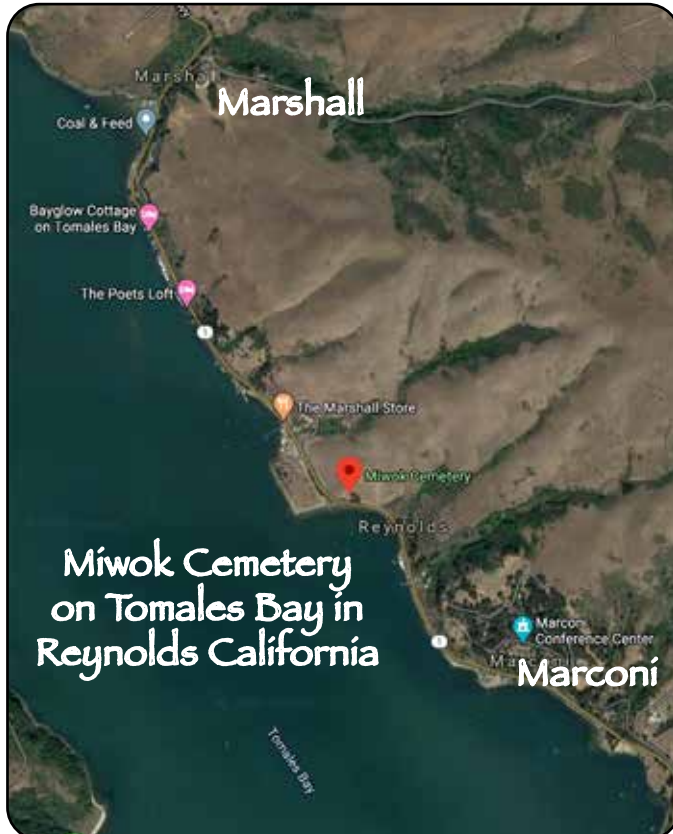 Marshall
Marshall
Coal & Feed
Bayglow Cottage
on Tomales Bay
The Poets Loft
1
The Marshall Store
Miwok Cemetery
Reynolds
Miwok Cemetery
on Tomales Bay in
Reynolds California
1
Marconi
Conference Center
Marconi
Tomales Bay